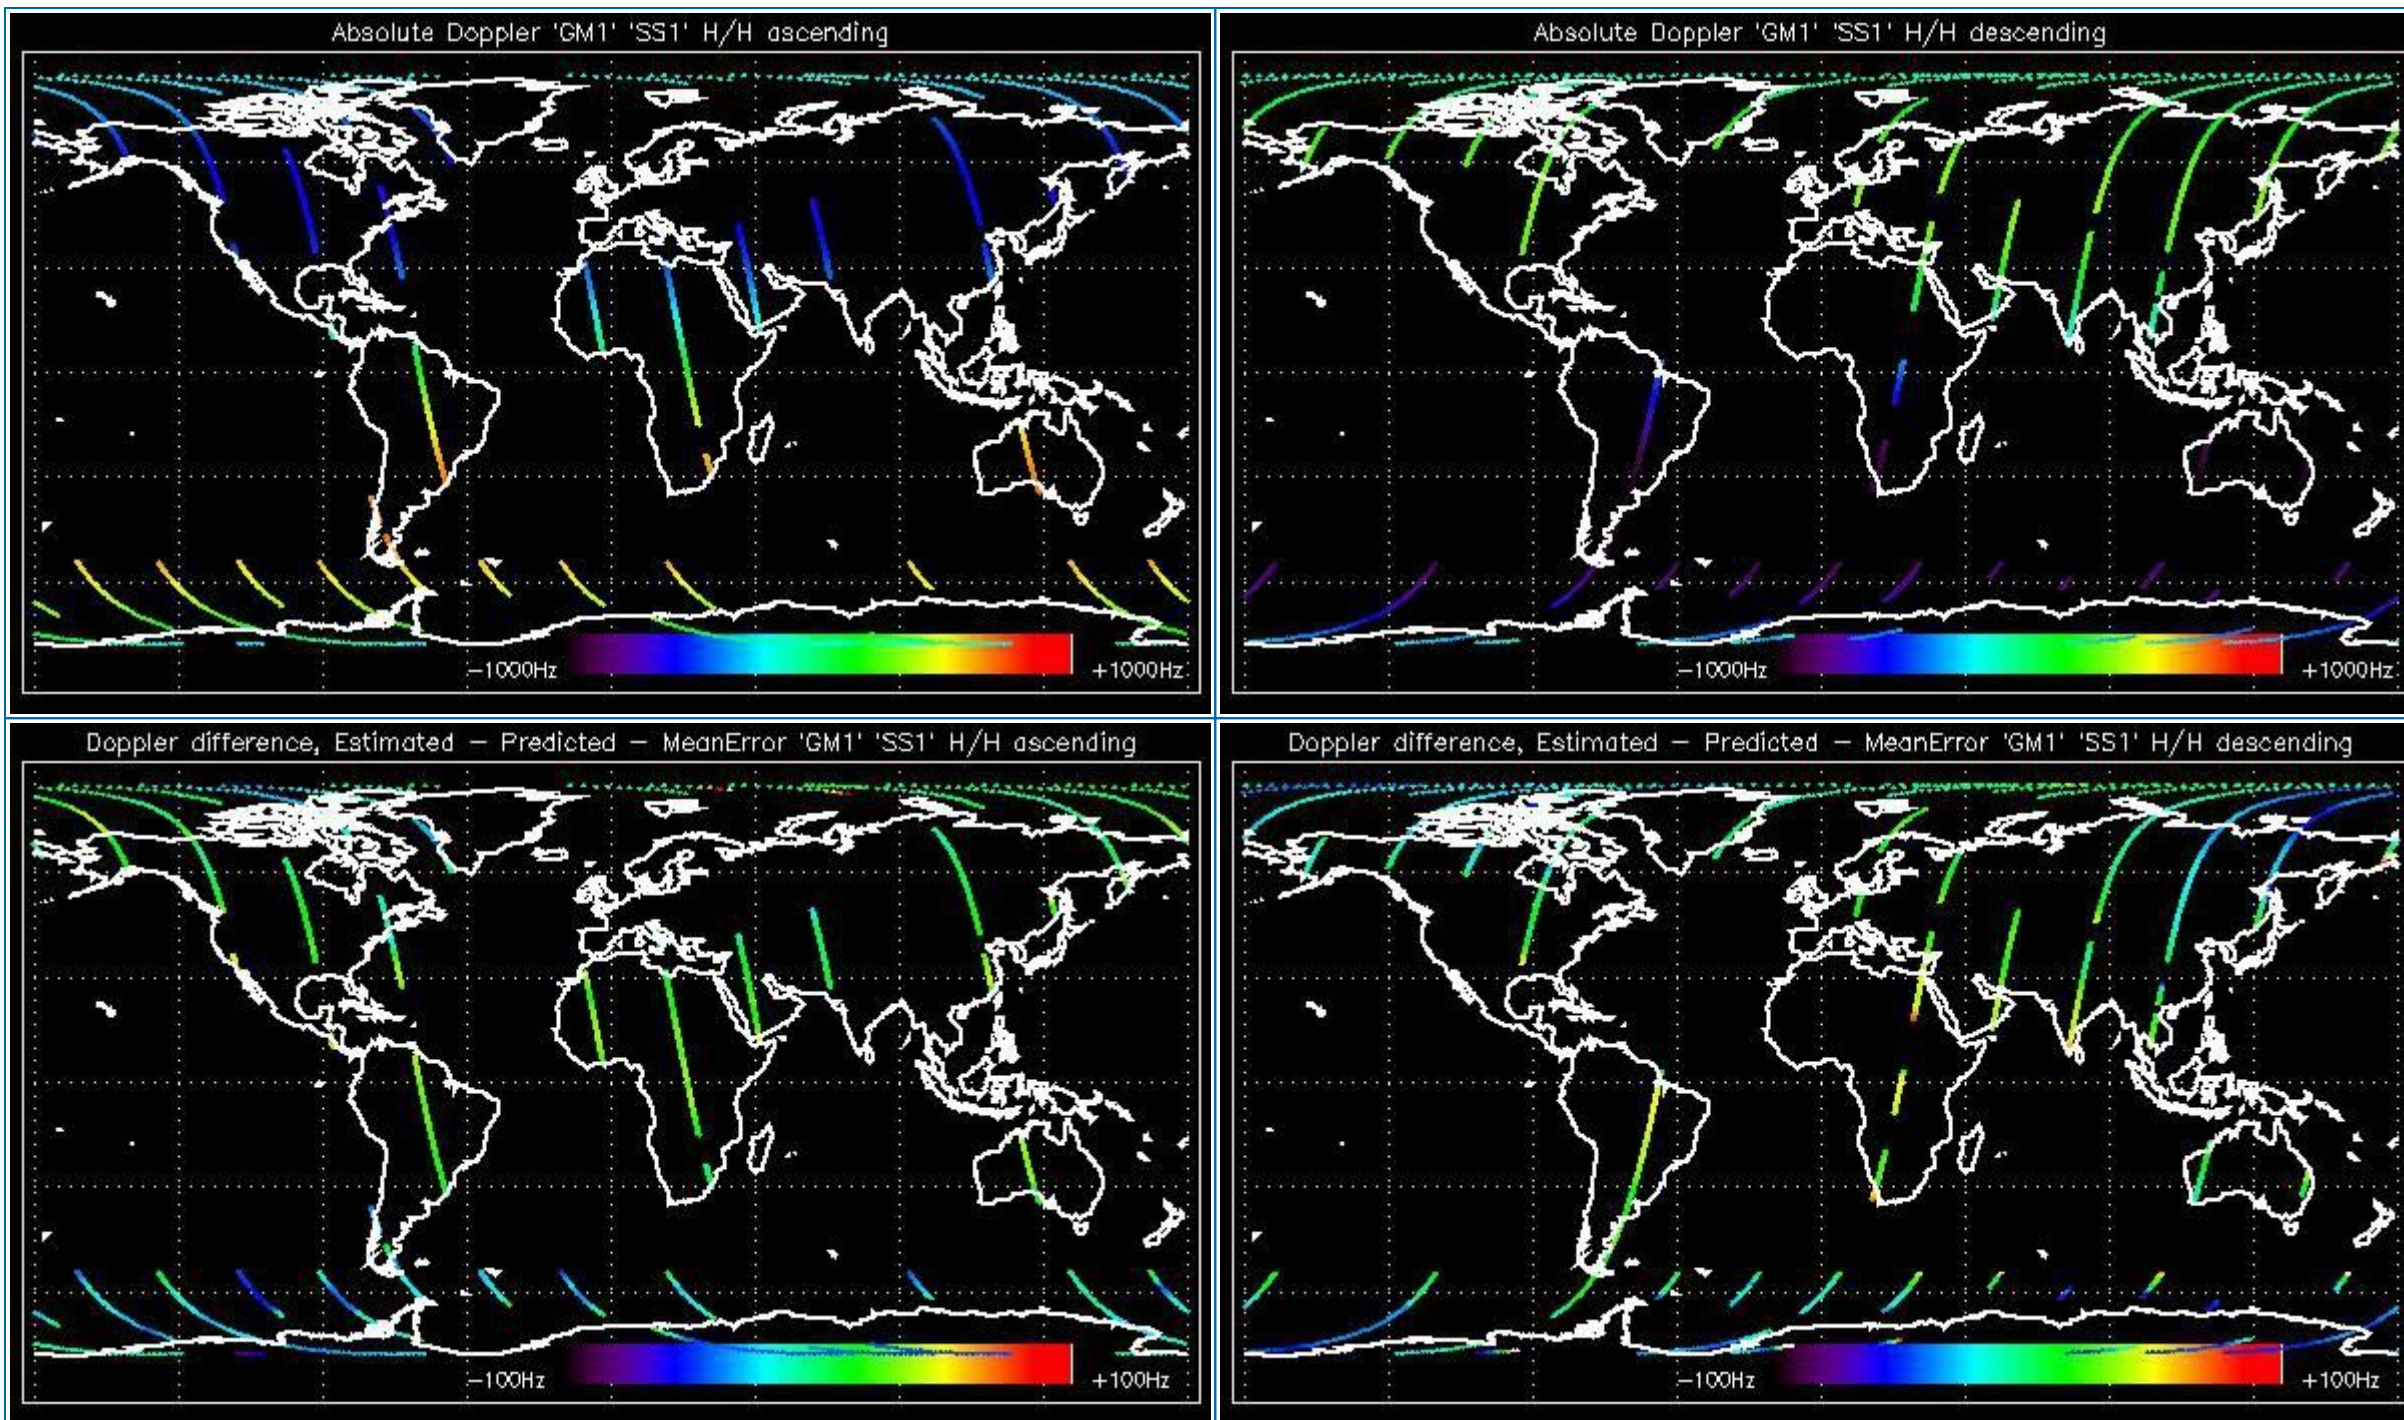 Absolute Doppler 'GM1' 'SS1' H/H ascending
−1000Hz
+1000Hz
Absolute Doppler 'GM1' 'SS1' H/H descending
−1000Hz
+1000Hz
Doppler difference, Estimated − Predicted − MeanError 'GM1' 'SS1' H/H ascending
−100Hz
+100Hz
Doppler difference, Estimated − Predicted − MeanError 'GM1' 'SS1' H/H descending
−100Hz
+100Hz